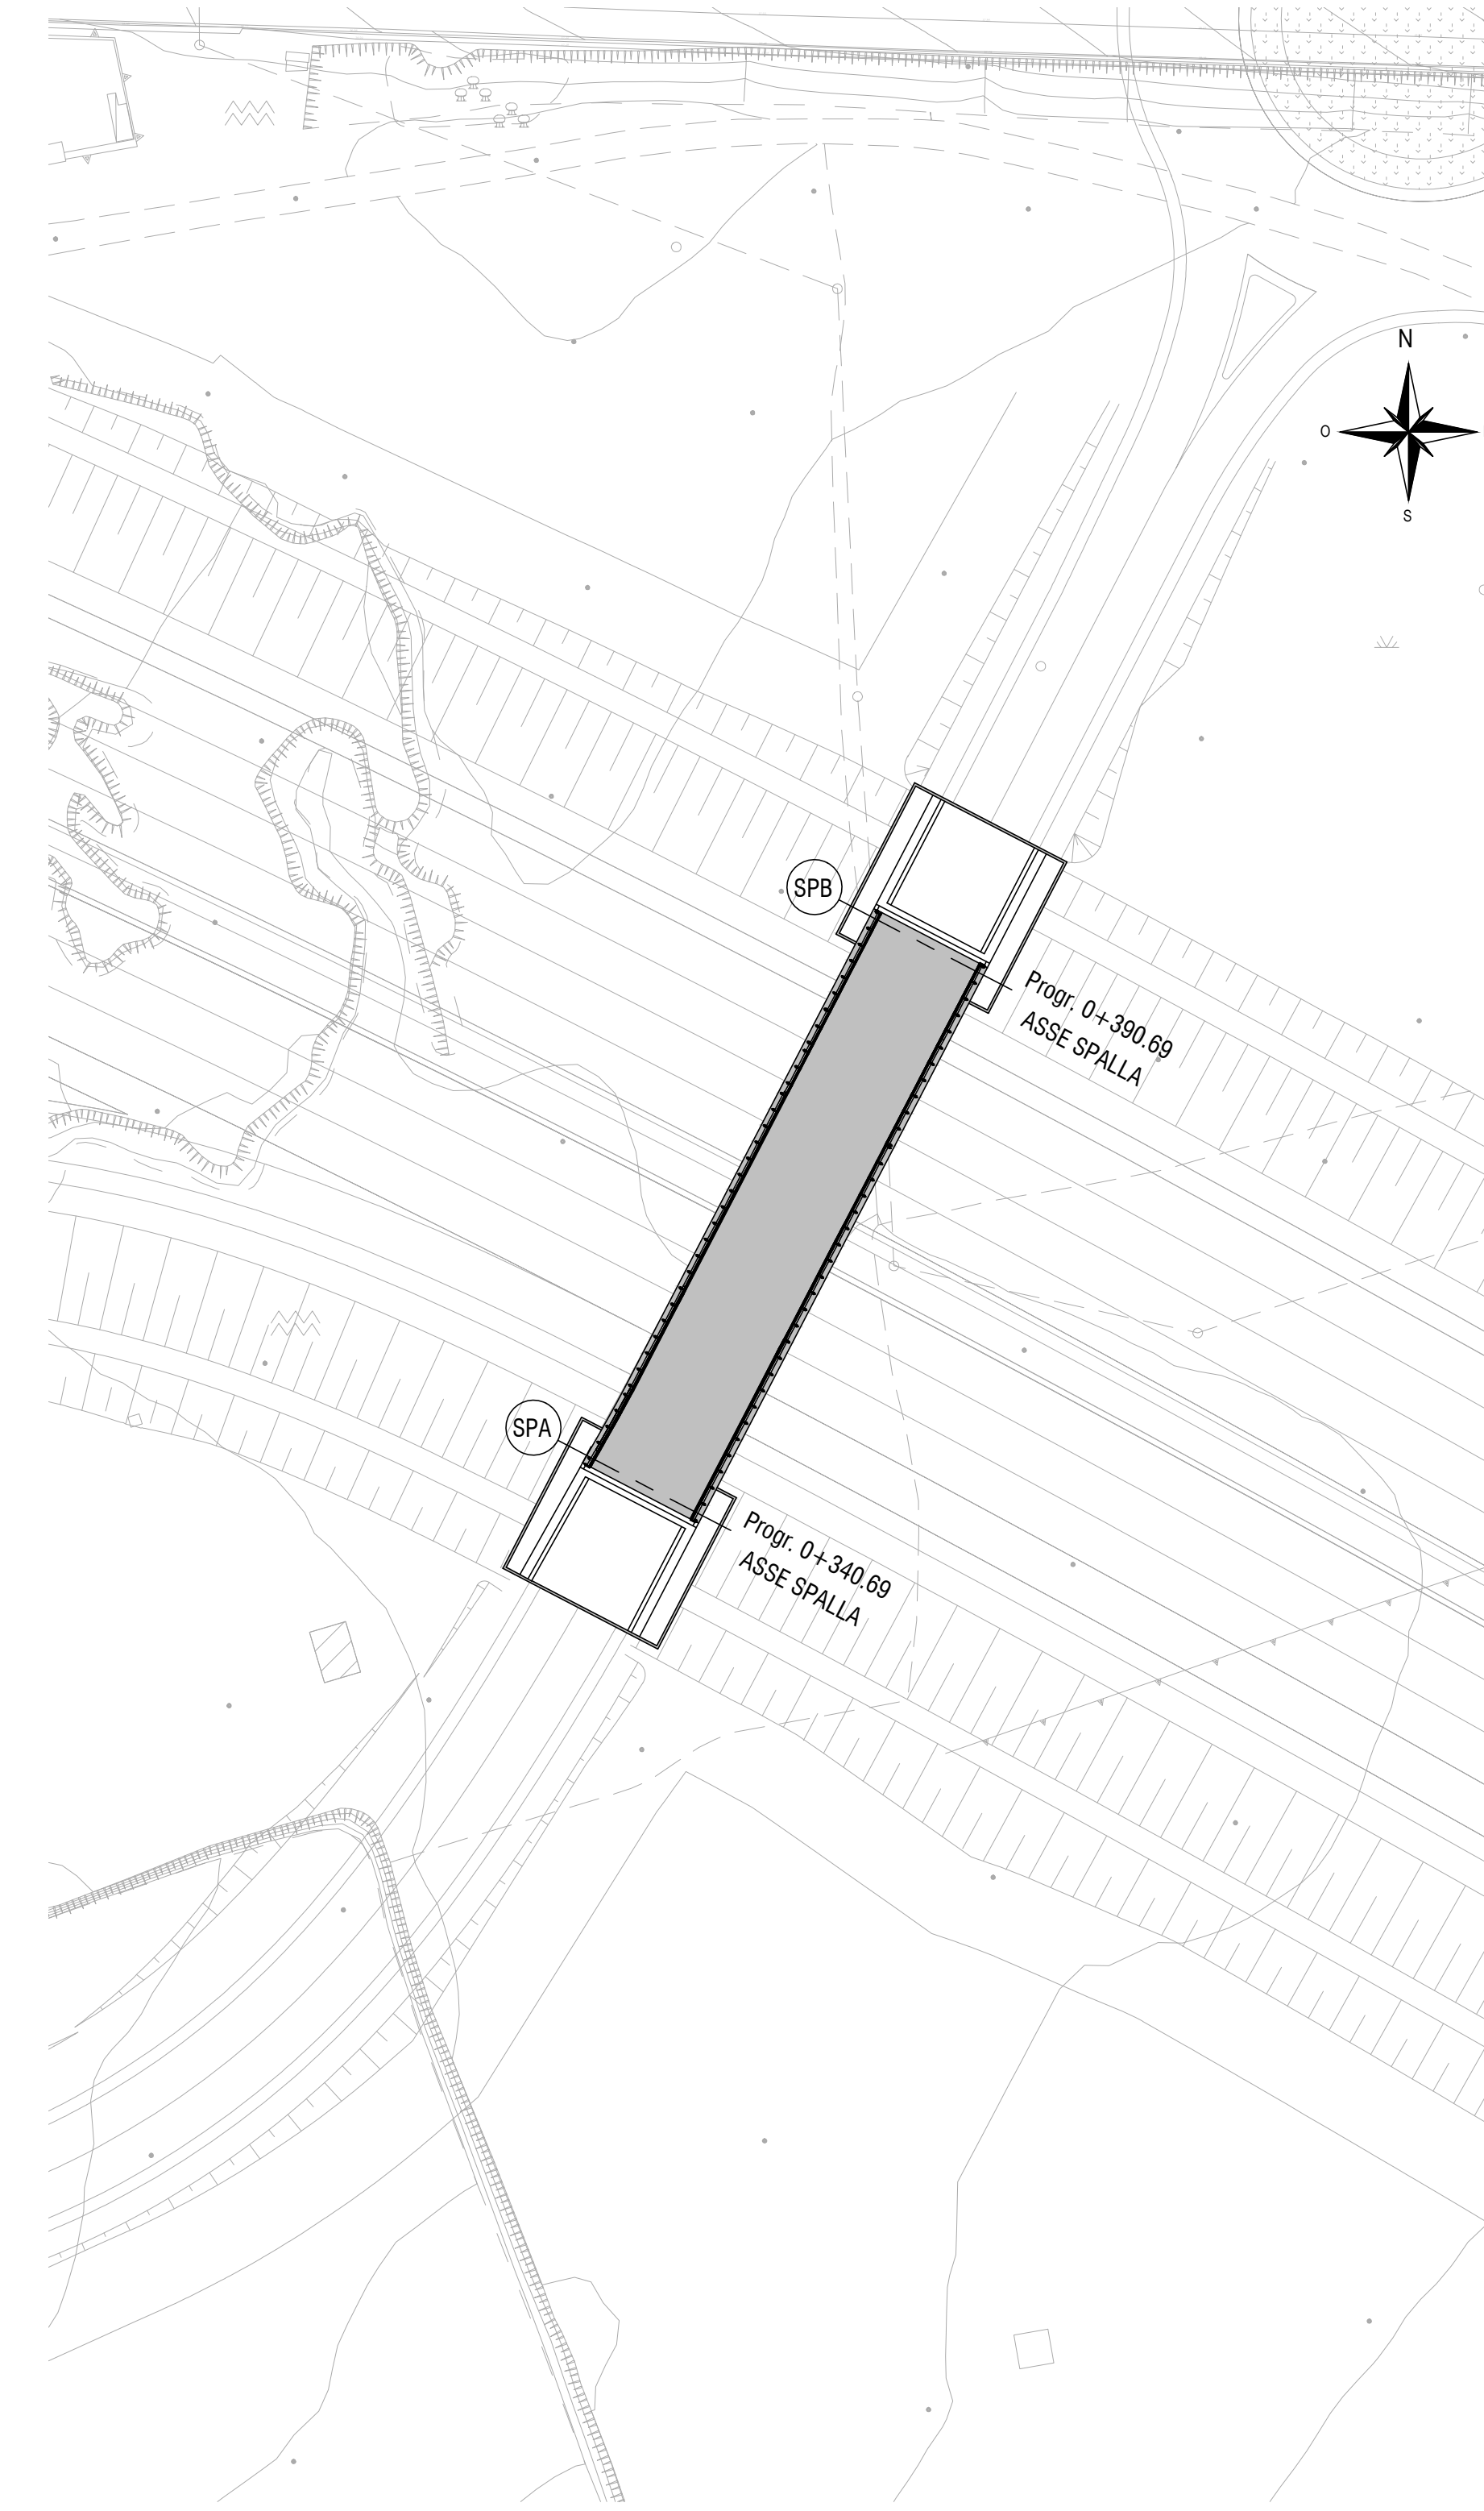 N
O
S
SPB
Progr. 0+390.69
ASSE SPALLA
SPA
Progr. 0+340.69
ASSE SPALLA